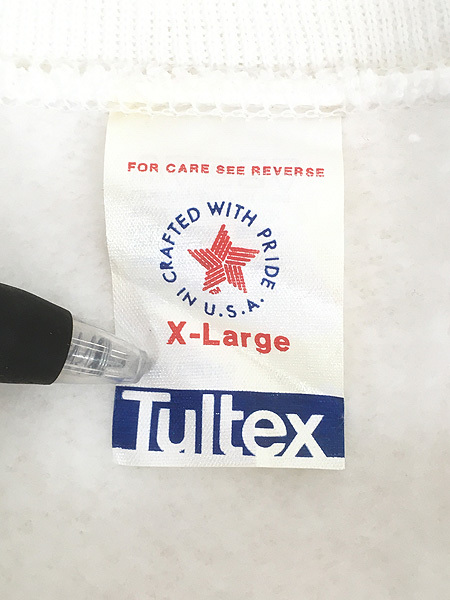 FOR CARE SEE REVERSE
CRAFTED WITH PRIDE
IN U.S.A.
X-Large
Tultex